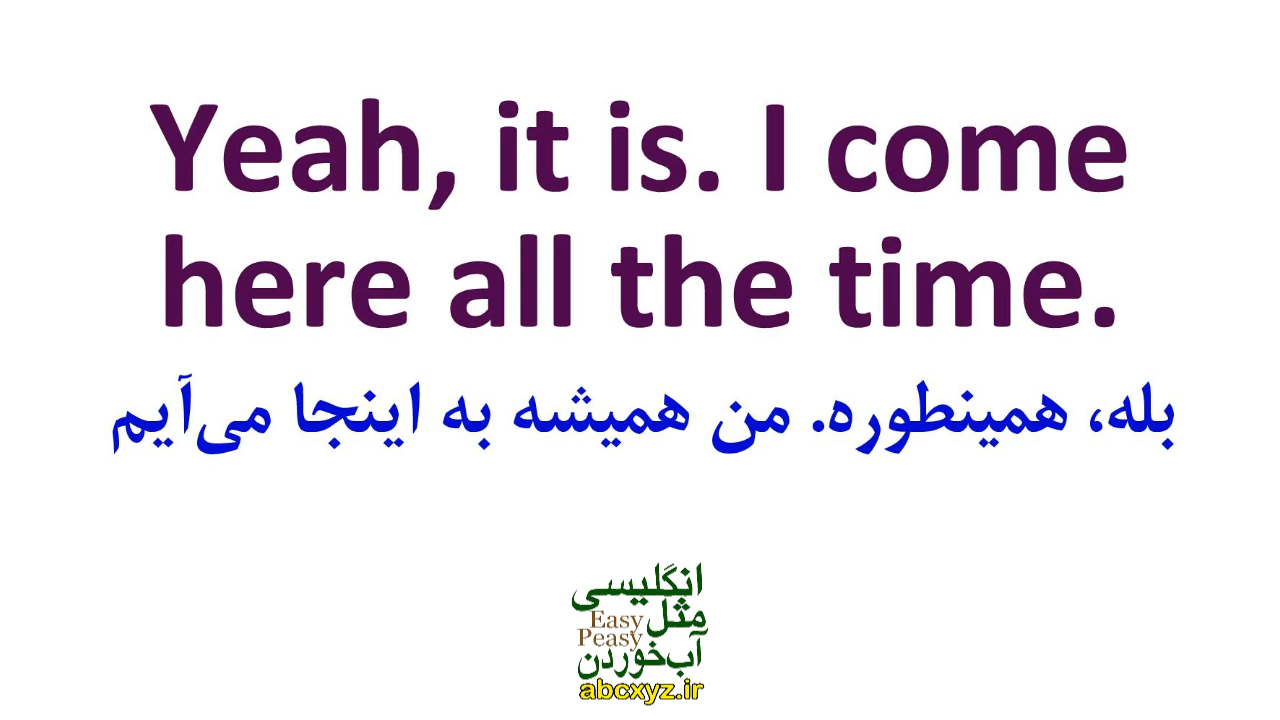 Yeah, it is. I come
here all the time.
بله، همینطوره. من همیشه به اینجا می‌آیم
انگلیسی
مثل
Easy
Peasy
آب‌خوردن
abcxyz.ir